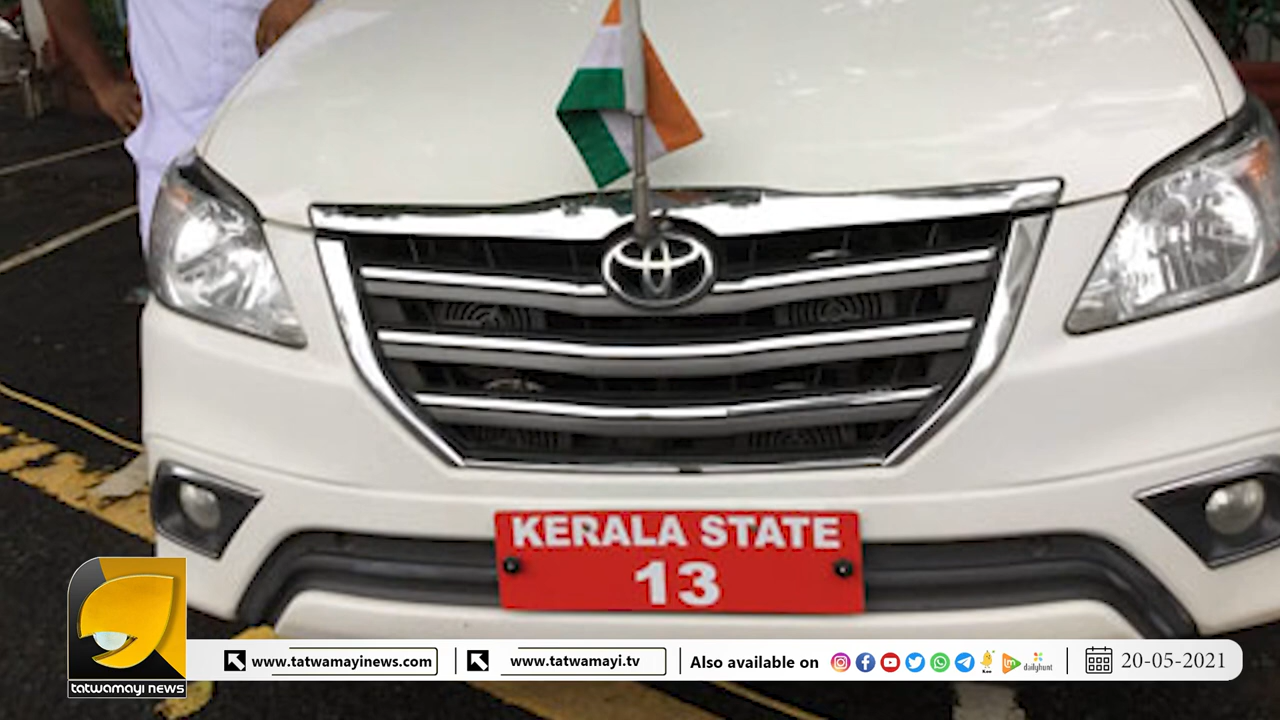 KERALA STATE
13
tatwamayi news
www.tatwamayinews.com
www.tatwamayi.tv
Also available on
dailyhunt
20-05-2021